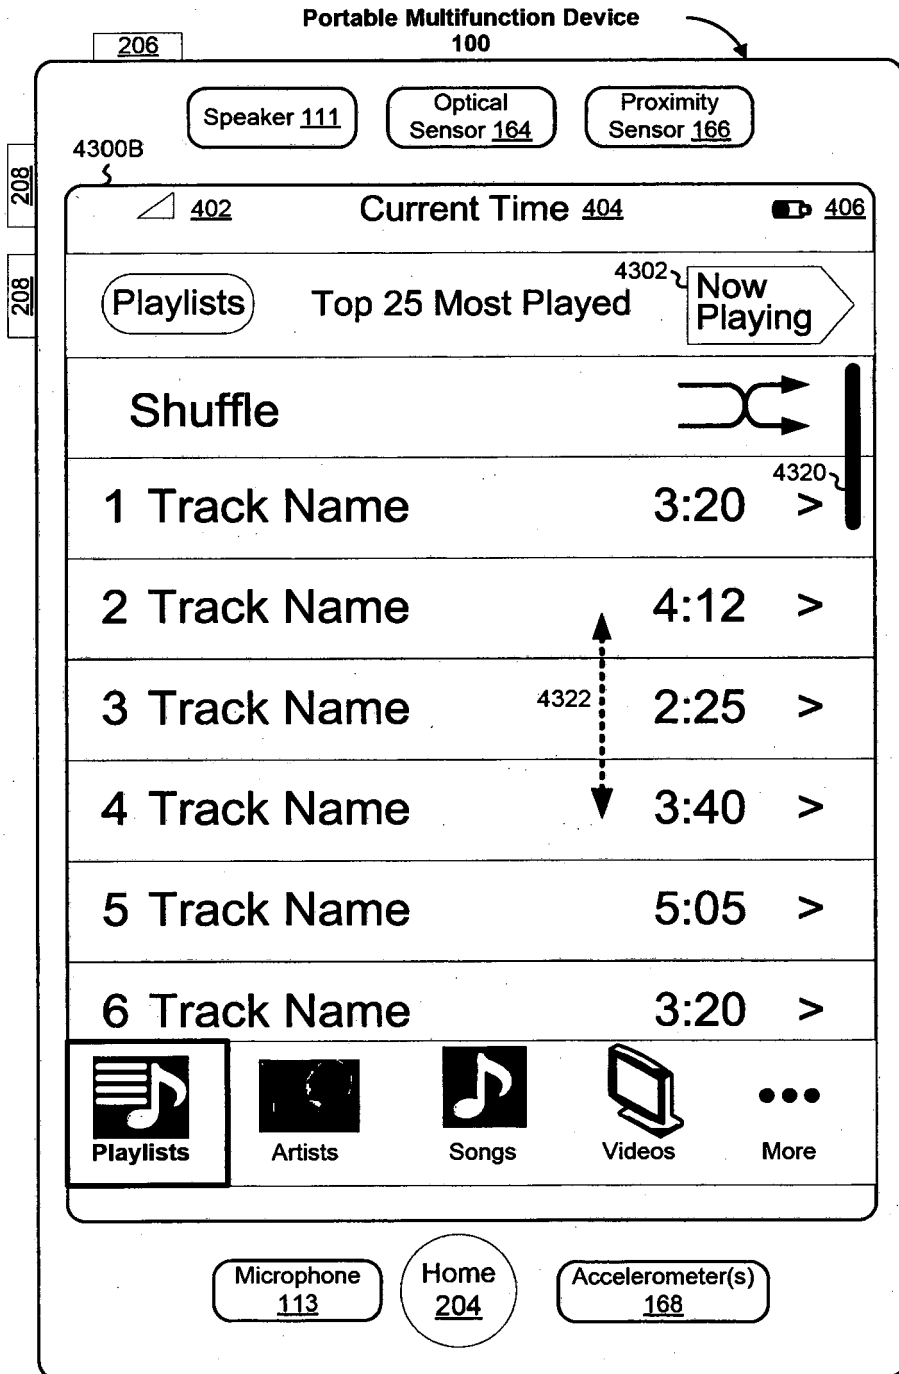 Portable Multifunction Device
100
206
Speaker 111
Optical
Sensor 164
Proximity
Sensor 166
4300B
208
208
402
Current Time 404
406
Playlists
Top 25 Most Played
4302
Now
Playing
Shuffle
4320
1 Track Name 3:20 >
2 Track Name 4:12 >
3 Track Name 2:25 >
4322
4 Track Name 3:40 >
5 Track Name 5:05 >
6 Track Name 3:20 >
Playlists
Artists
Songs
Videos
More
Microphone
113
Home
204
Accelerometer(s)
168